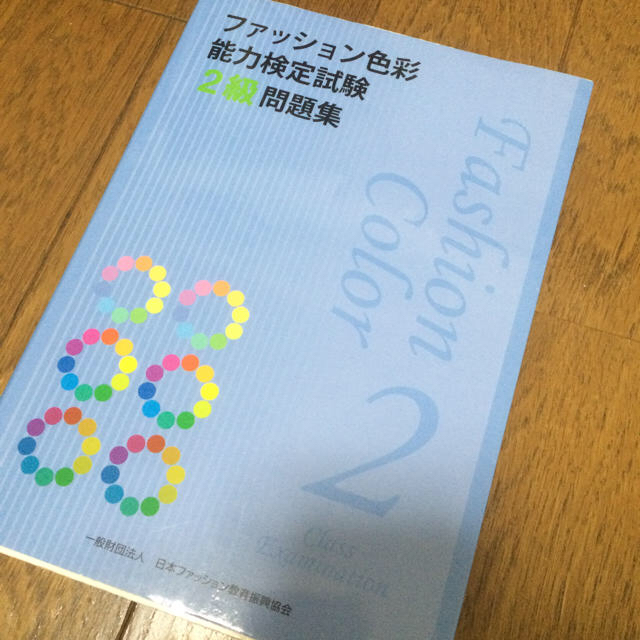 ファッション色彩
能力検定試験
2級 問題集
Fashion
Color 2
Class
Examination
一般財団法人 日本ファッション教育振興協会